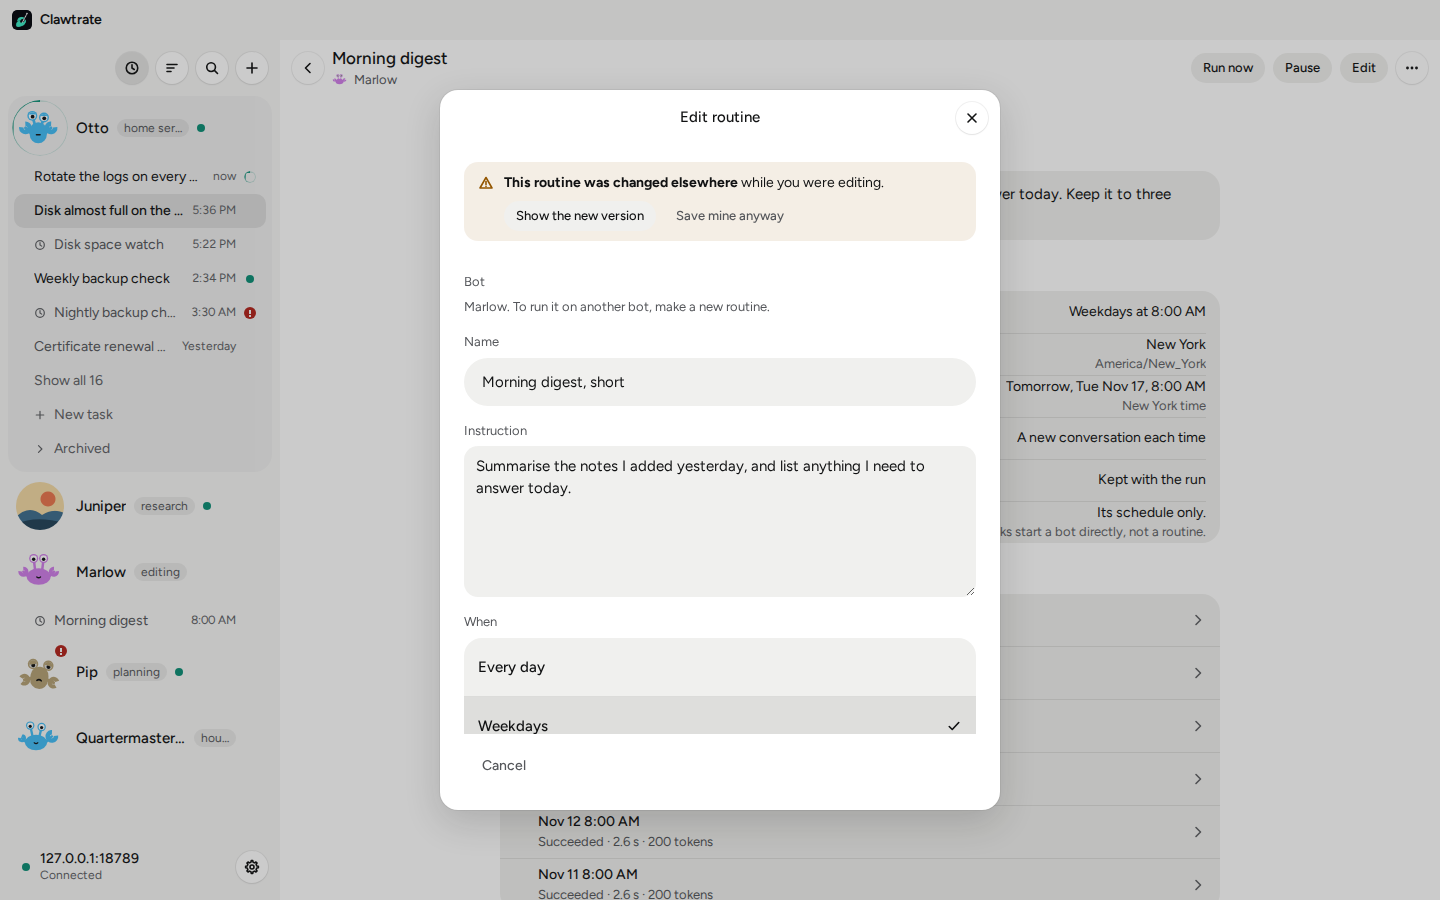 Clawtrate
Otto
home ser...
Rotate the logs on every ...
now
Disk almost full on the ...
5:36 PM
Disk space watch
5:22 PM
Weekly backup check
2:34 PM
Nightly backup ch...
3:30 AM
Certificate renewal ...
Yesterday
Show all 16
New task
Archived
Juniper
research
Marlow
editing
Morning digest
8:00 AM
Pip
planning
Quartermaster...
hou...
127.0.0.1:18789
Connected
Morning digest
Marlow
Run now
Pause
Edit
er today. Keep it to three
Weekdays at 8:00 AM
New York
America/New_York
Tomorrow, Tue Nov 17, 8:00 AM
New York time
A new conversation each time
Kept with the run
Its schedule only.
ks start a bot directly, not a routine.
Nov 12 8:00 AM
Succeeded · 2.6 s · 200 tokens
Nov 11 8:00 AM
Succeeded · 2.6 s · 200 tokens
Edit routine
This routine was changed elsewhere while you were editing.
Show the new version
Save mine anyway
Bot
Marlow. To run it on another bot, make a new routine.
Name
Morning digest, short
Instruction
Summarise the notes I added yesterday, and list anything I need to
answer today.
When
Every day
Weekdays
Cancel